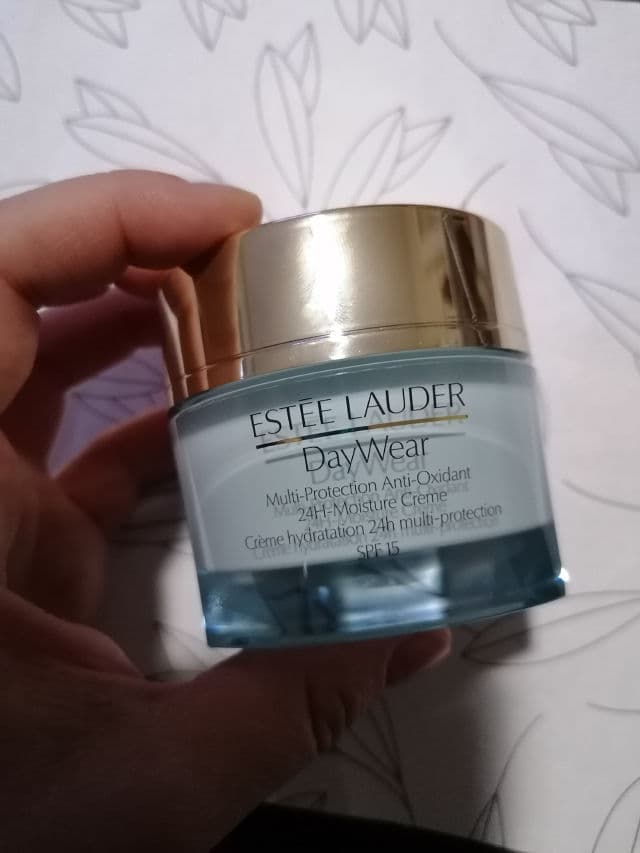 ESTĒE LAUDER
DayWear
Multi-Protection Anti-Oxidant
24H-Moisture Creme
Crème hydratation 24h multi-protection
SPF 15